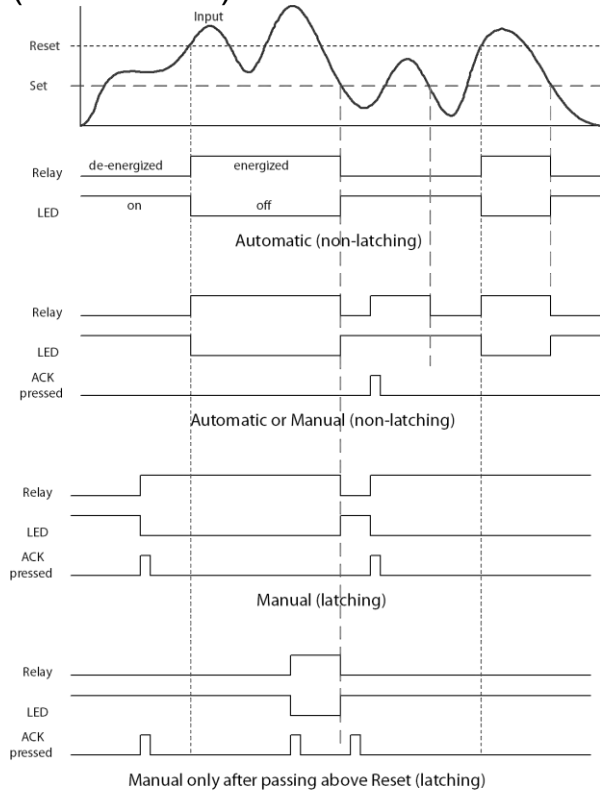 Input
Reset
Set
Relay
de-energized
energized
LED
on
off
Automatic (non-latching)
Relay
LED
ACK
pressed
Automatic or Manual (non-latching)
Relay
LED
ACK
pressed
Manual (latching)
Relay
LED
ACK
pressed
Manual only after passing above Reset (latching)